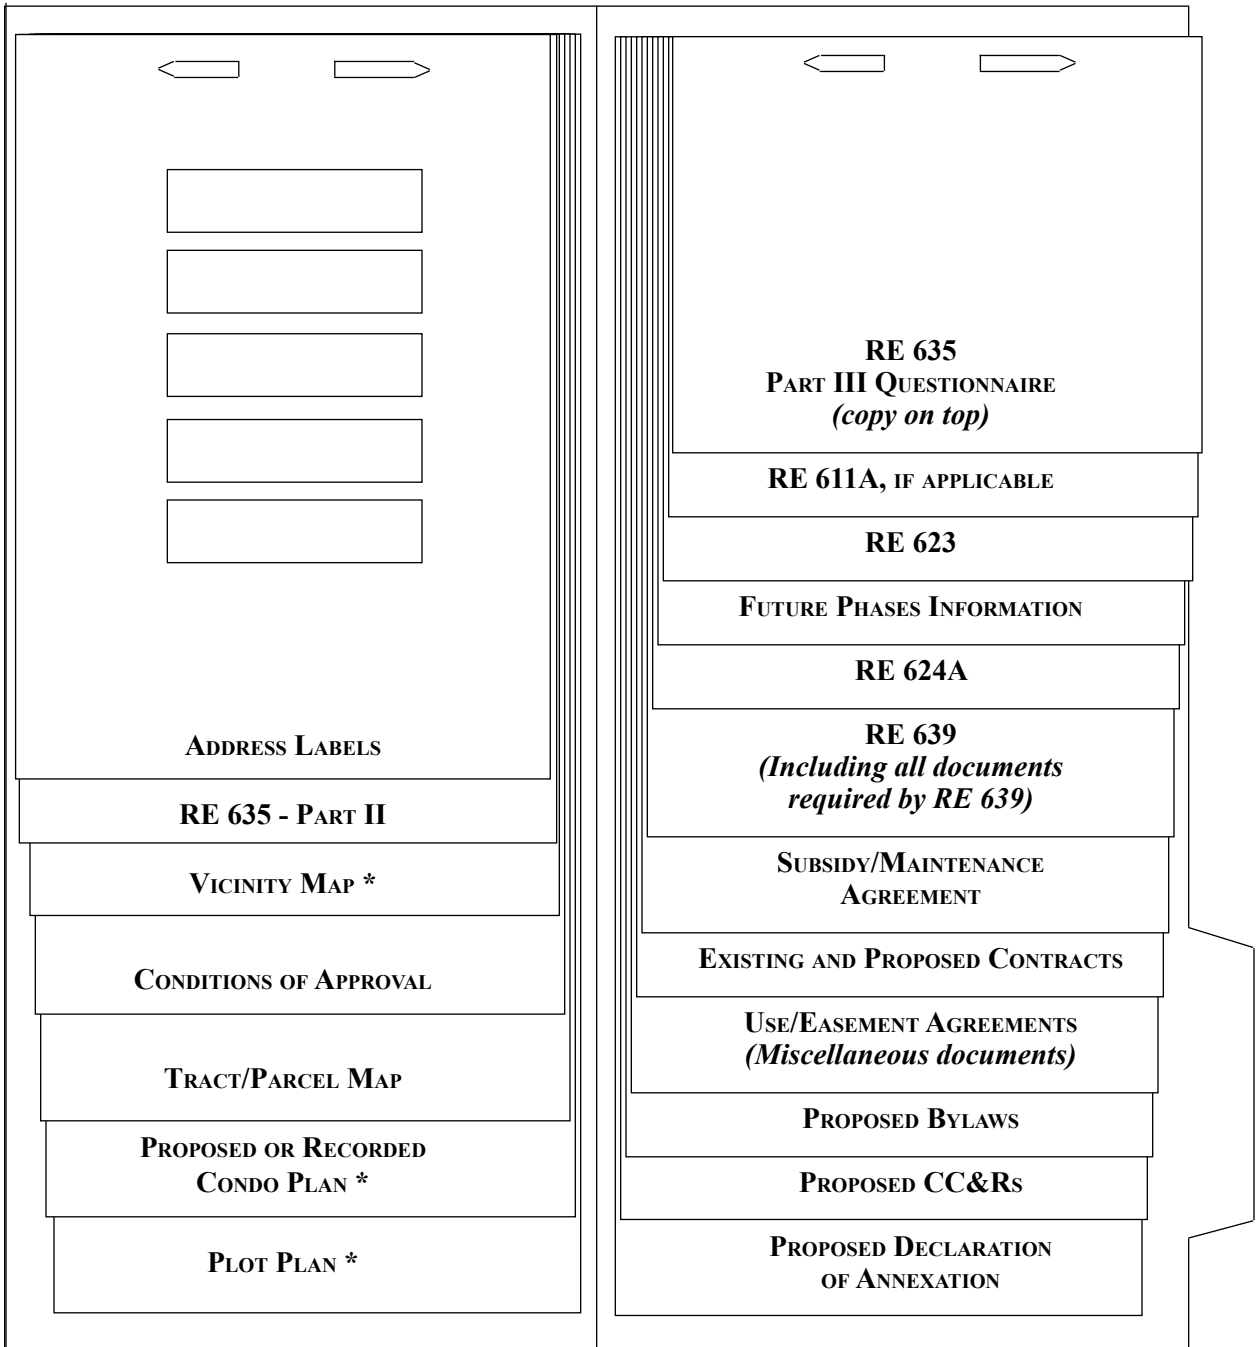 Address Labels
RE 635 - Part II
Vicinity Map *
Conditions of Approval
Tract/Parcel Map
Proposed or Recorded
Condo Plan *
Plot Plan *
RE 635
Part III Questionnaire
(copy on top)
RE 611A, if applicable
RE 623
Future Phases Information
RE 624A
RE 639
(Including all documents
required by RE 639)
Subsidy/Maintenance
Agreement
Existing and Proposed Contracts
Use/Easement Agreements
(Miscellaneous documents)
Proposed Bylaws
Proposed CC&Rs
Proposed Declaration
of Annexation